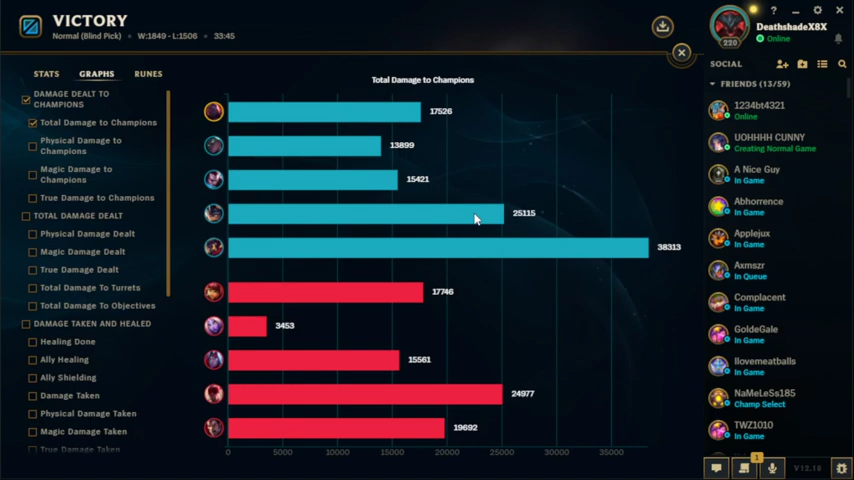 VICTORY
Normal (Blind Pick) • W:1849 - L:1506 • 33:45
DeathshadeX8X
Online
220
STATS
GRAPHS
RUNES
DAMAGE DEALT TO
CHAMPIONS
Total Damage to Champions
Physical Damage to
Champions
Magic Damage to
Champions
True Damage to Champions
TOTAL DAMAGE DEALT
Physical Damage Dealt
Magic Damage Dealt
True Damage Dealt
Total Damage To Turrets
Total Damage To Objectives
DAMAGE TAKEN AND HEALED
Healing Done
Ally Healing
Ally Shielding
Damage Taken
Physical Damage Taken
Magic Damage Taken
True Damage Taken
Total Damage to Champions
17526
13899
15421
25115
38313
17746
3453
15561
24977
19692
0 5000 10000 15000 20000 25000 30000 35000
SOCIAL
FRIENDS (13/59)
1234bt4321
Online
UOHHHH CUNNY
Creating Normal Game
A Nice Guy
In Game
Abhorrence
In Game
Applejux
In Game
Axmszr
In Queue
Complacent
In Game
GoldeGale
In Game
Ilovemeatballs
In Game
NaMeLeSs185
Champ Select
TWZ1010
In Game
1
V12.18